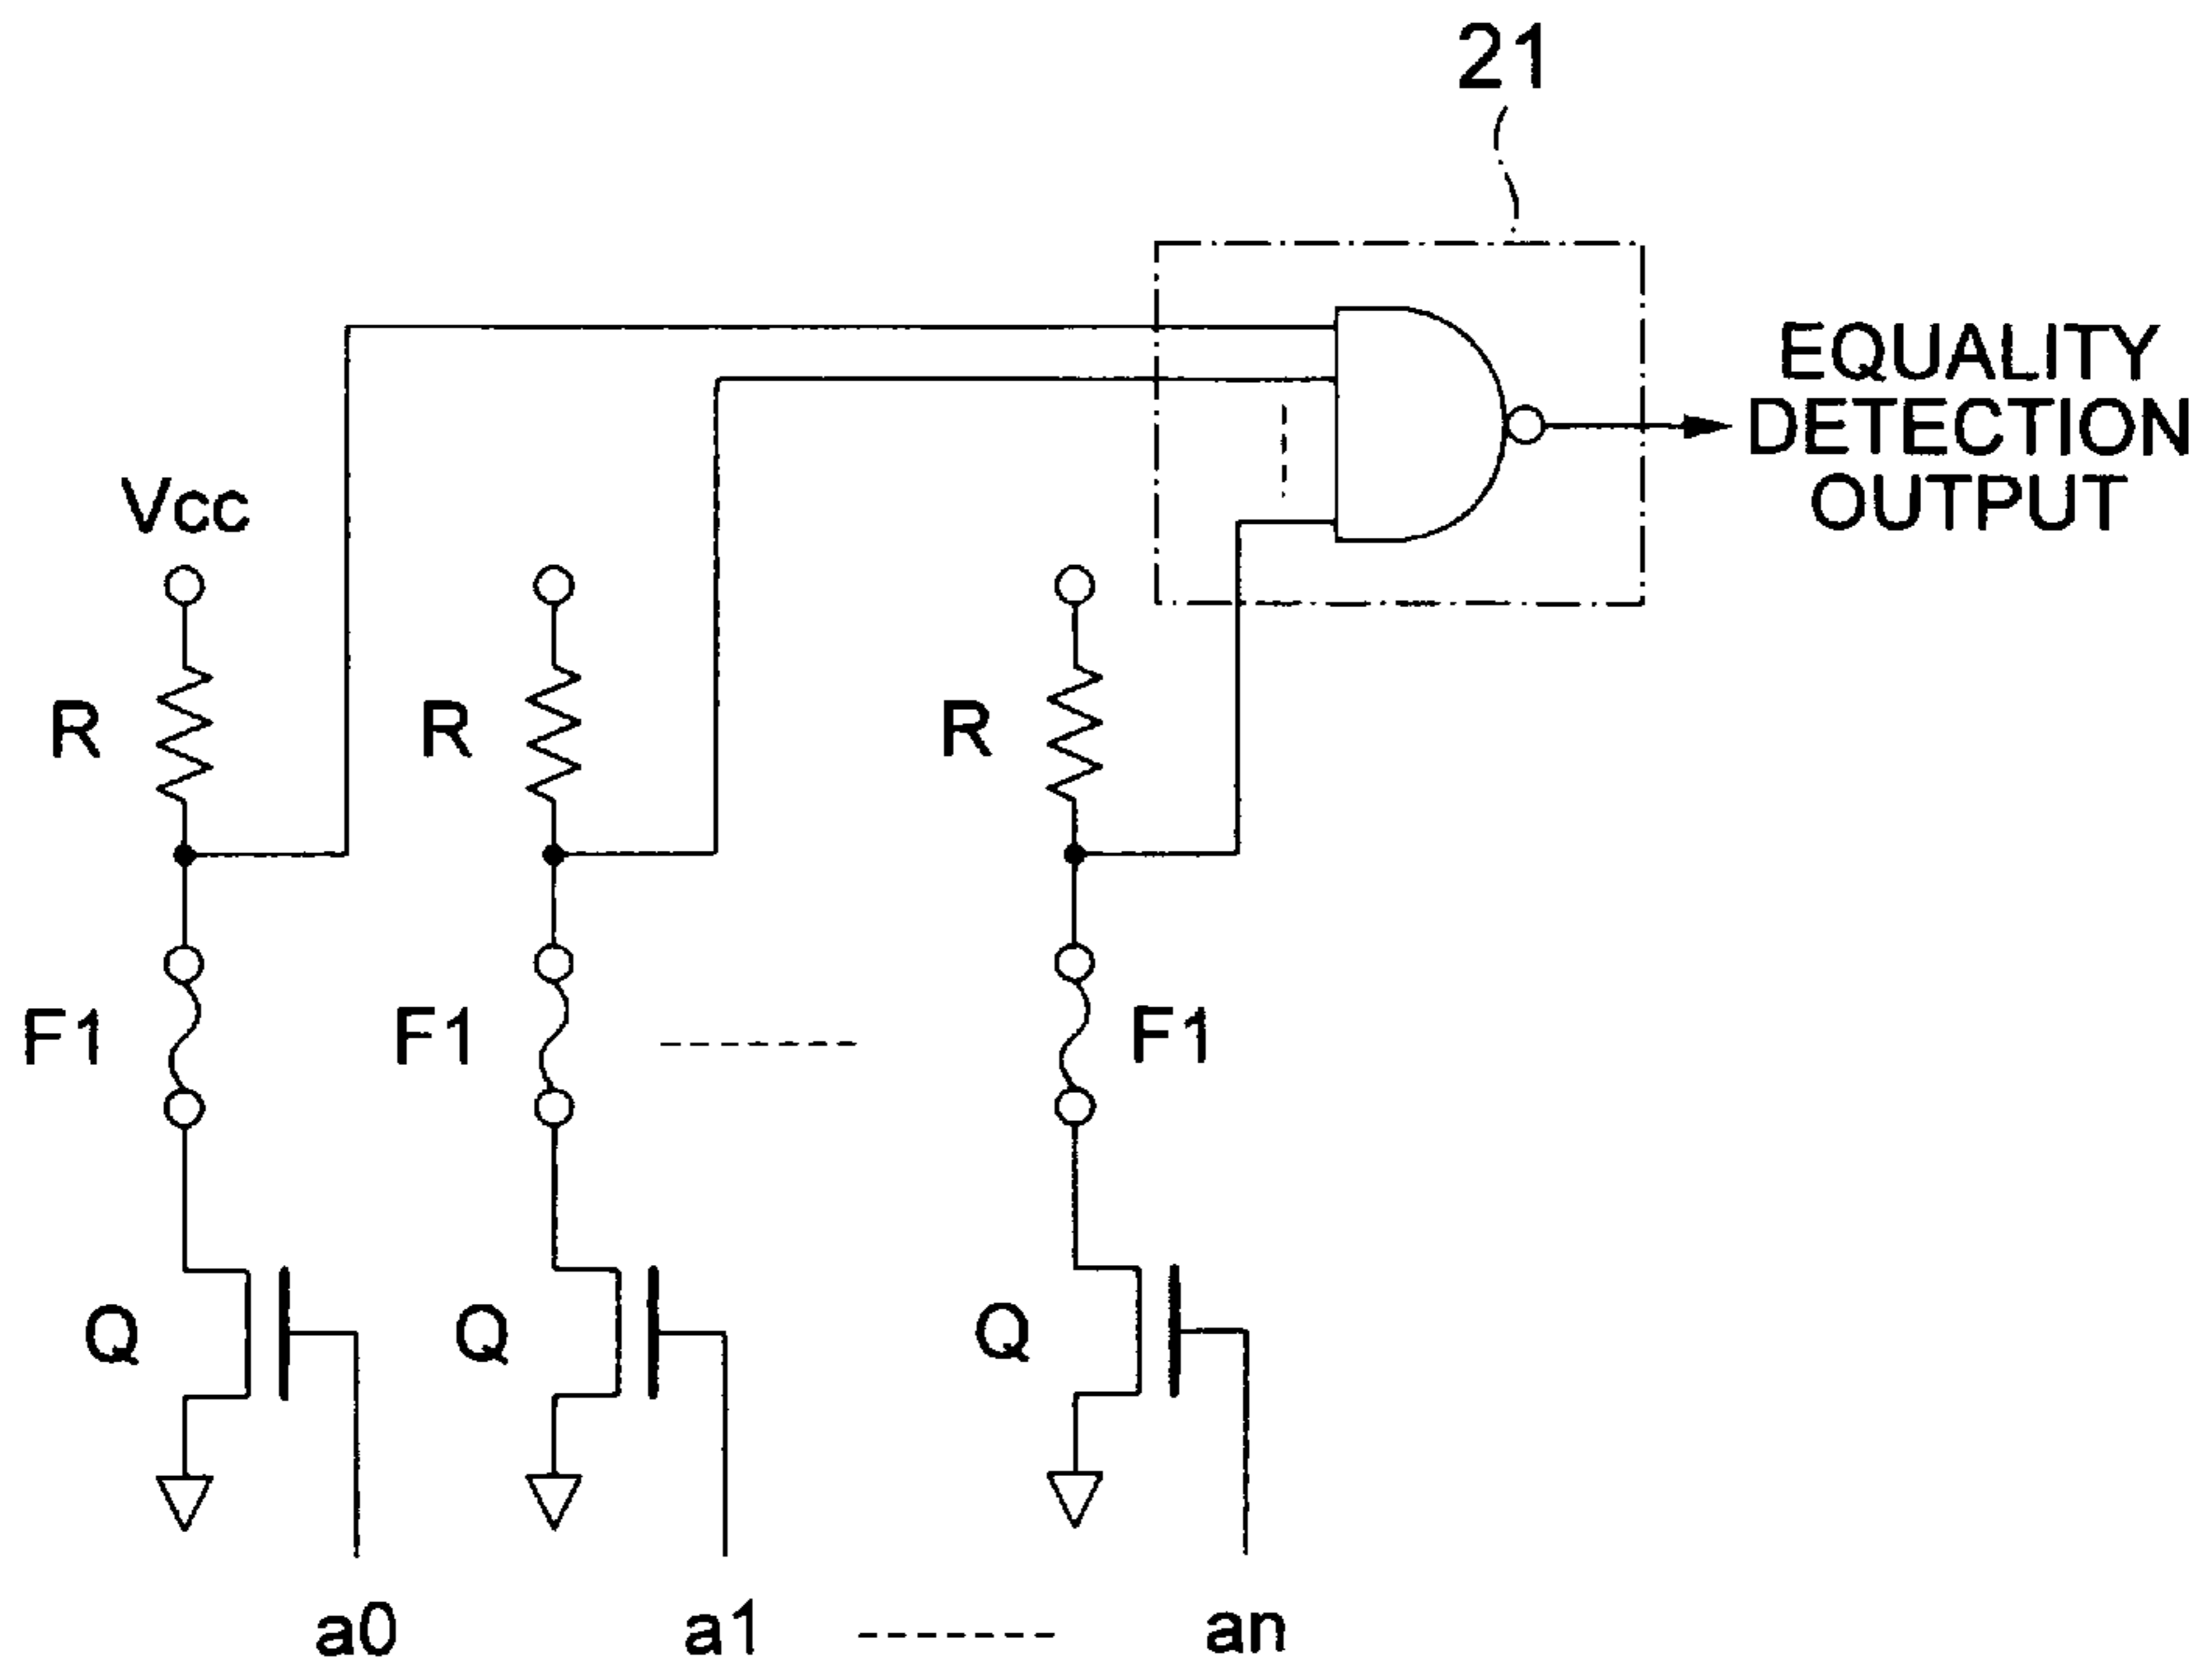 21
EQUALITY
DETECTION
OUTPUT
Vcc
R R R
F1 F1 F1
Q Q Q
a0 a1 an